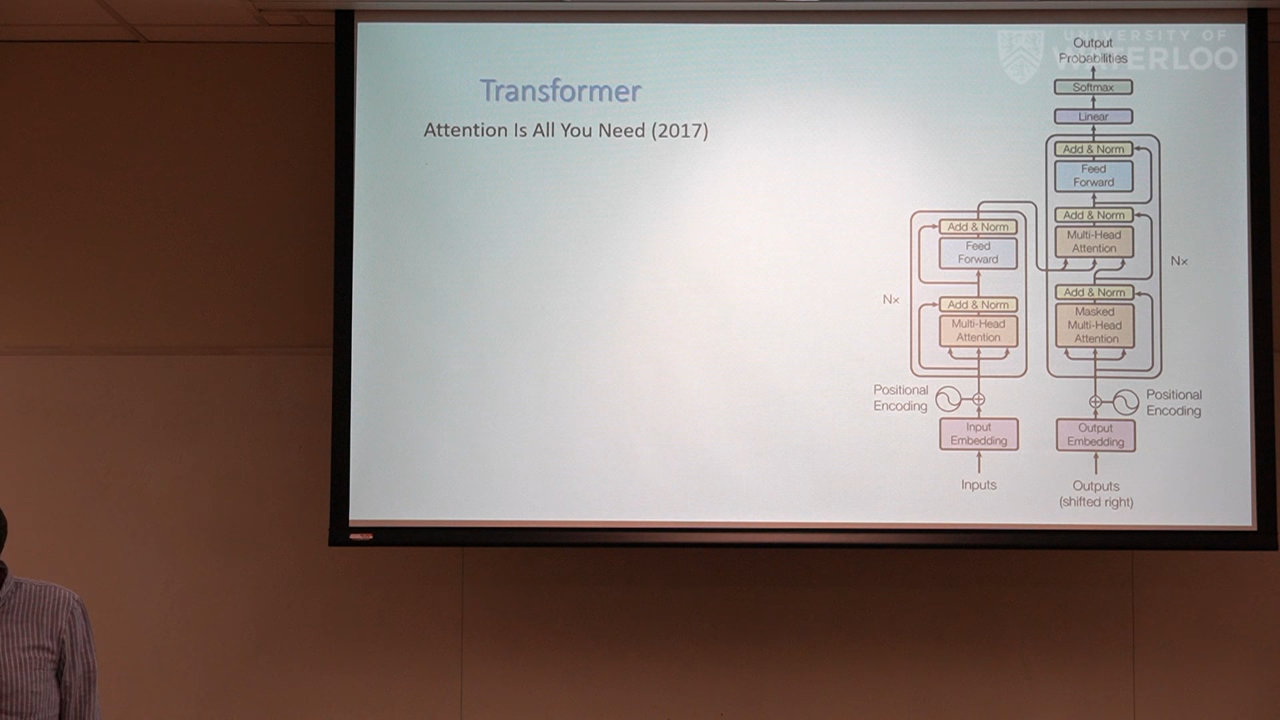 UNIVERSITY OF
WATERLOO
Transformer
Attention Is All You Need (2017)
Output
Probabilities
Softmax
Linear
Add & Norm
Feed
Forward
Add & Norm
Multi-Head
Attention
Nx
Add & Norm
Masked
Multi-Head
Attention
Positional
Encoding
Output
Embedding
Outputs
(shifted right)
Add & Norm
Feed
Forward
Nx
Add & Norm
Multi-Head
Attention
Positional
Encoding
Input
Embedding
Inputs